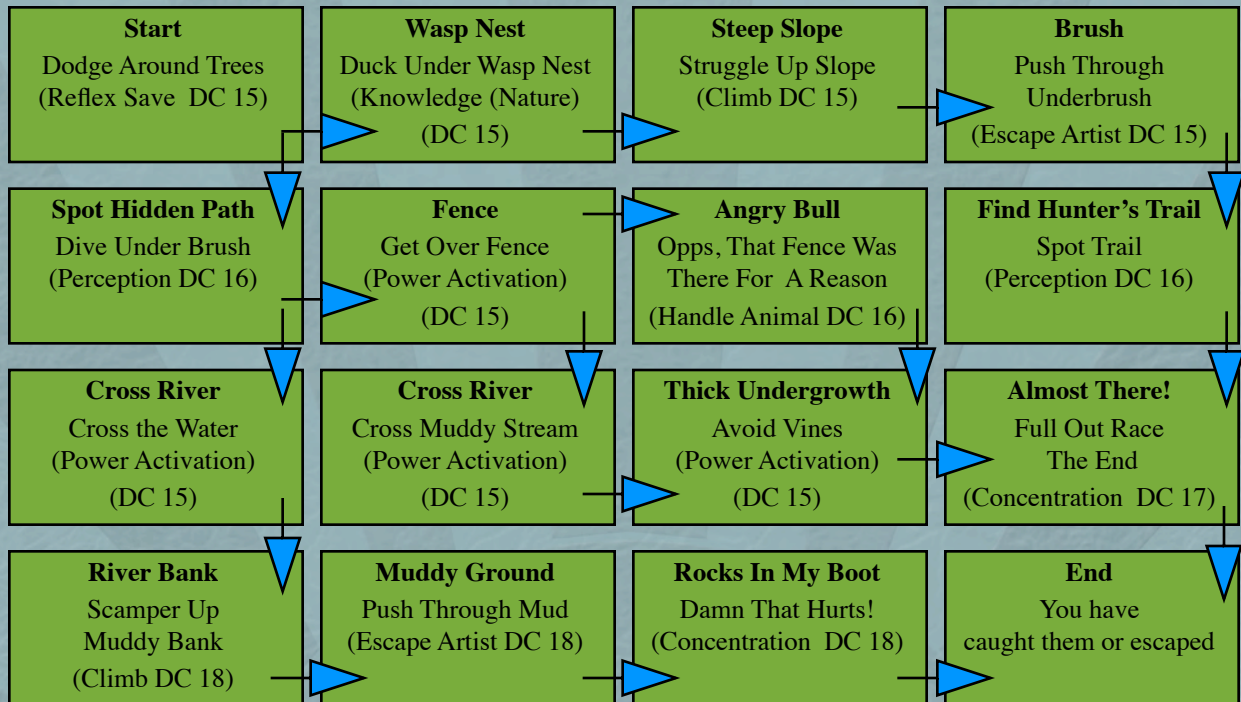 Start
Dodge Around Trees
(Reflex Save DC 15)
Wasp Nest
Duck Under Wasp Nest
(Knowledge (Nature)
(DC 15)
Steep Slope
Struggle Up Slope
(Climb DC 15)
Brush
Push Through
Underbrush
(Escape Artist DC 15)
Spot Hidden Path
Dive Under Brush
(Perception DC 16)
Fence
Get Over Fence
(Power Activation)
(DC 15)
Angry Bull
Opps, That Fence Was
There For A Reason
(Handle Animal DC 16)
Find Hunter's Trail
Spot Trail
(Perception DC 16)
Cross River
Cross the Water
(Power Activation)
(DC 15)
Cross River
Cross Muddy Stream
(Power Activation)
(DC 15)
Thick Undergrowth
Avoid Vines
(Power Activation)
(DC 15)
Almost There!
Full Out Race
The End
(Concentration DC 17)
River Bank
Scamper Up
Muddy Bank
(Climb DC 18)
Muddy Ground
Push Through Mud
(Escape Artist DC 18)
Rocks In My Boot
Damn That Hurts!
(Concentration DC 18)
End
You have
caught them or escaped